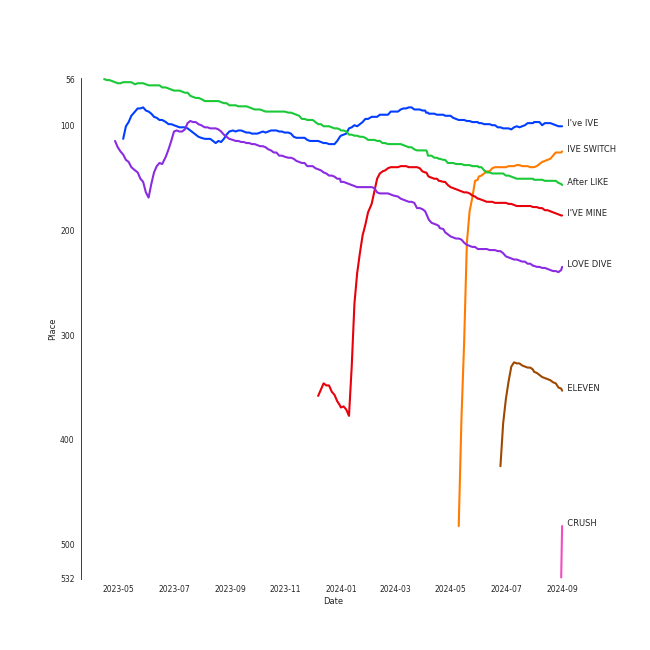 56
100
200
300
400
500
532
Place
2023-05
2023-07
2023-09
2023-11
2024-01
2024-03
2024-05
2024-07
2024-09
Date
I've IVE
IVE SWITCH
After LIKE
I'VE MINE
LOVE DIVE
ELEVEN
CRUSH